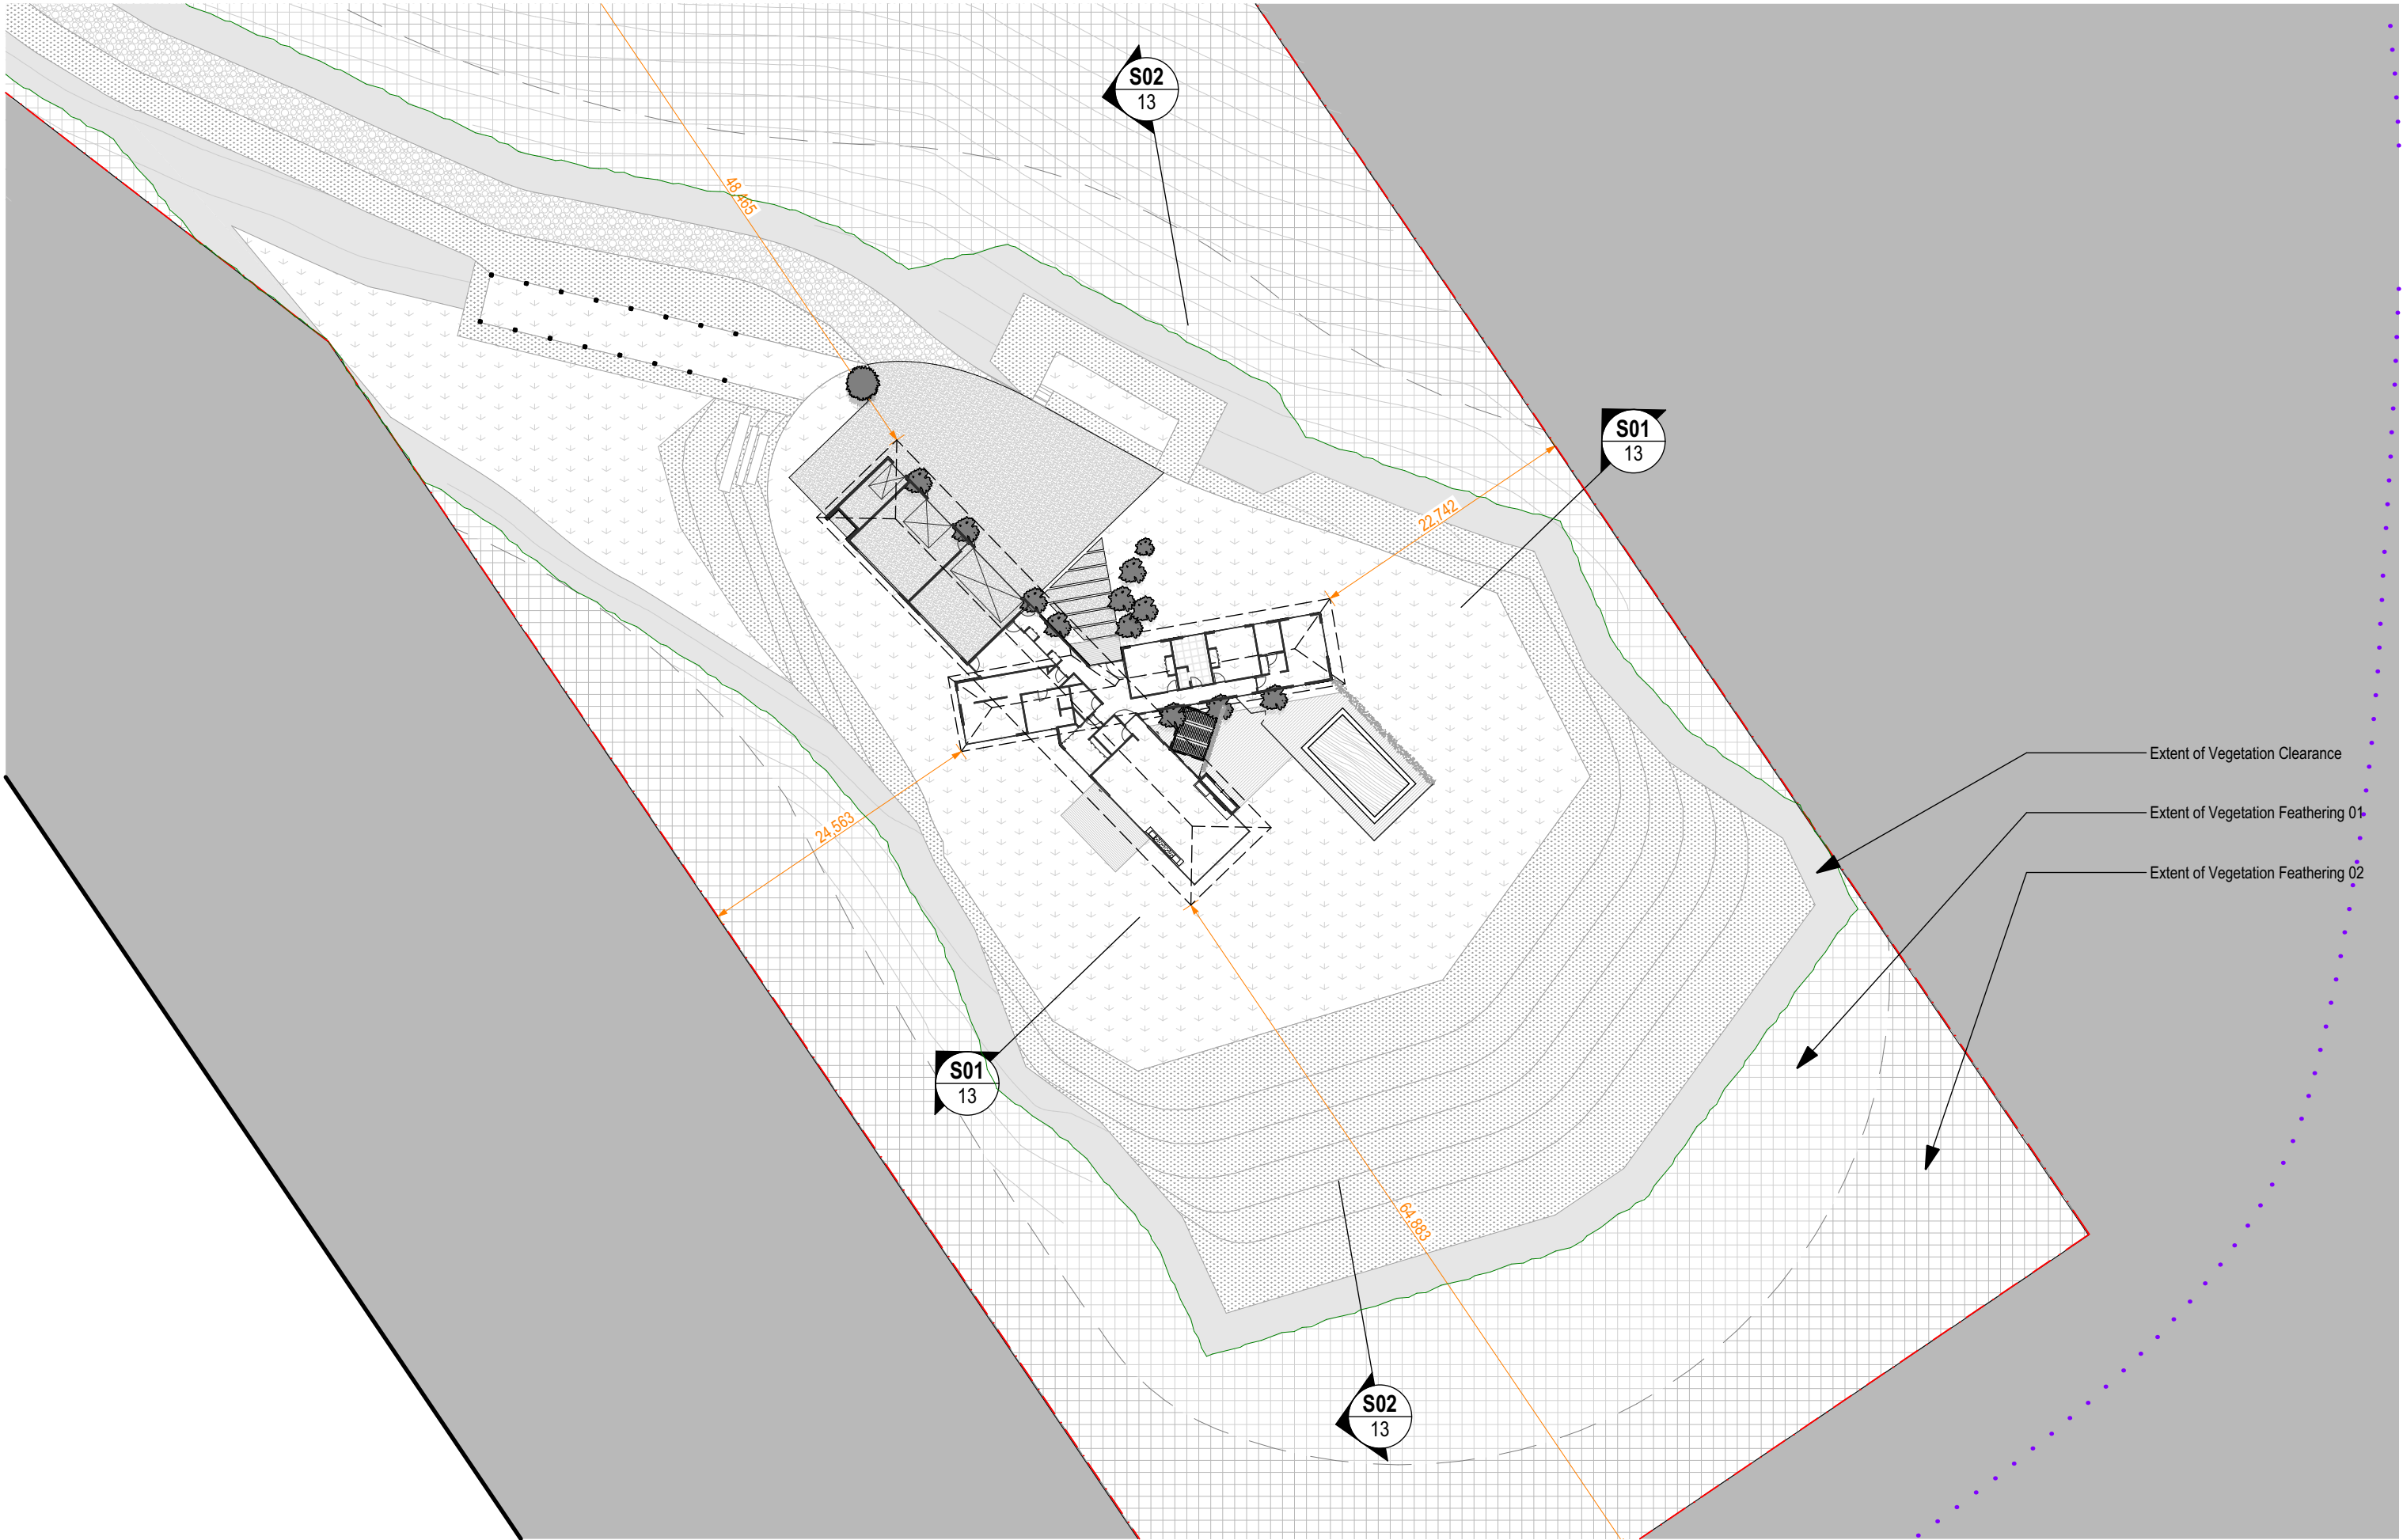 S02
13
48,465
S01
13
22,742
Extent of Vegetation Clearance
Extent of Vegetation Feathering 01
24,563
Extent of Vegetation Feathering 02
S01
13
64,883
S02
13